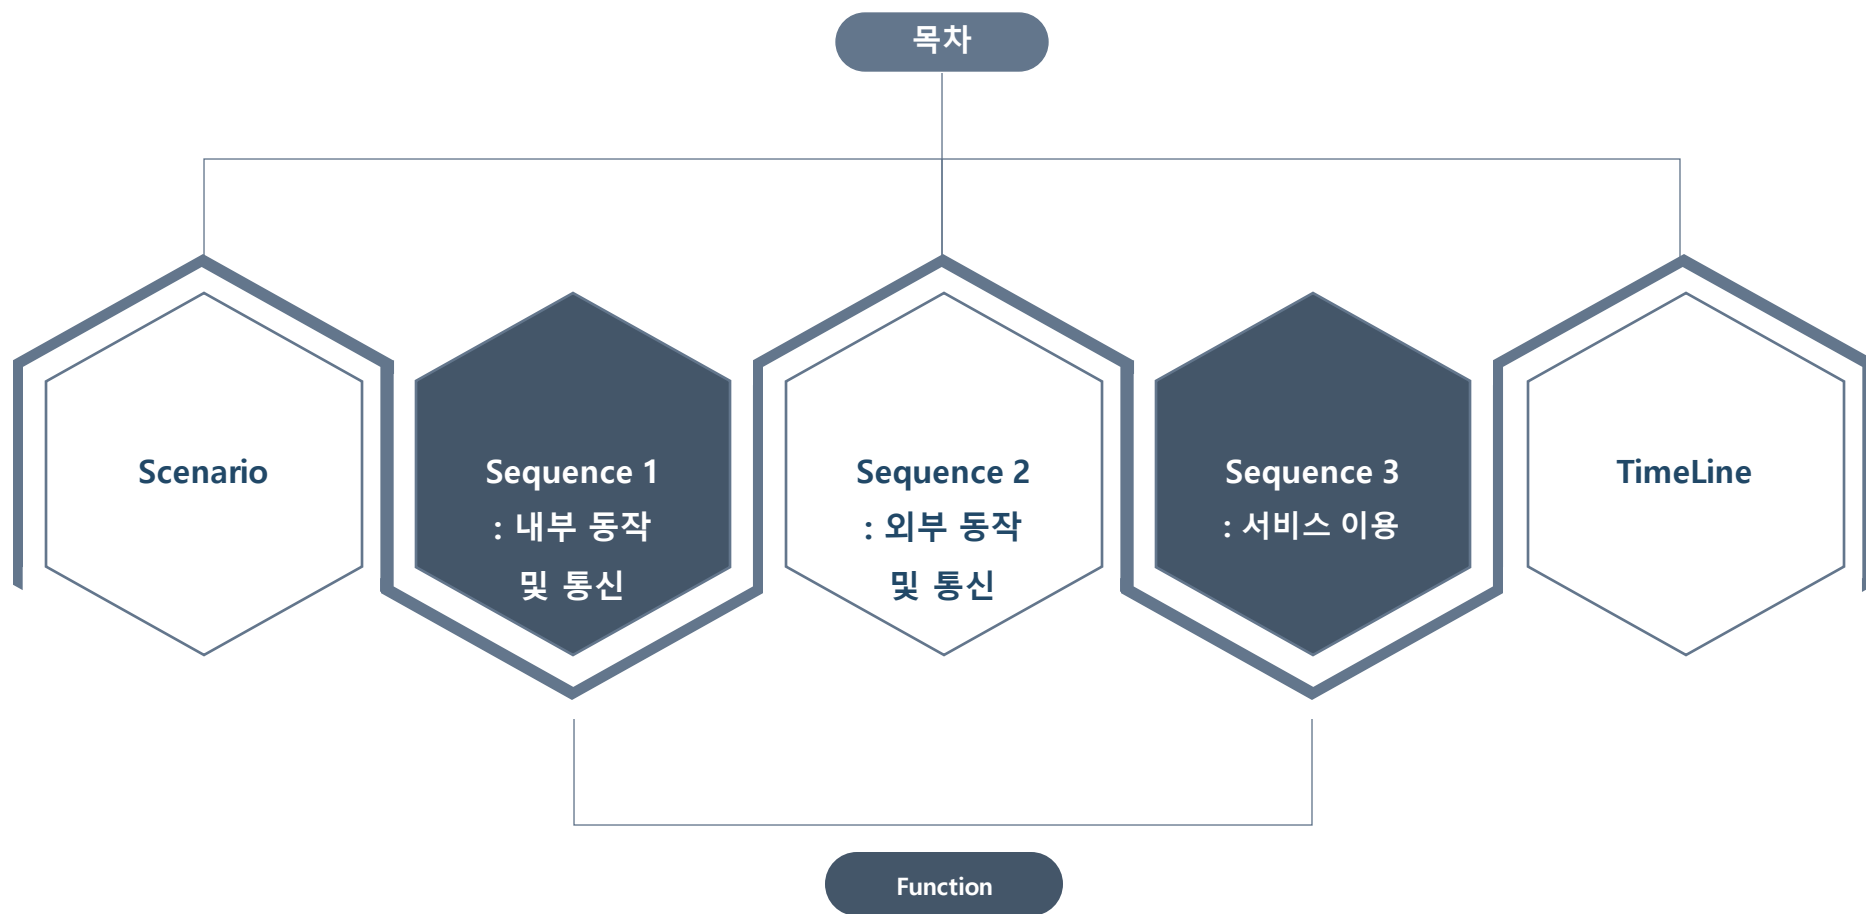 목차
Scenario
Sequence 1
: 내부 동작
및 통신
Sequence 2
: 외부 동작
및 통신
Sequence 3
: 서비스 이용
TimeLine
Function